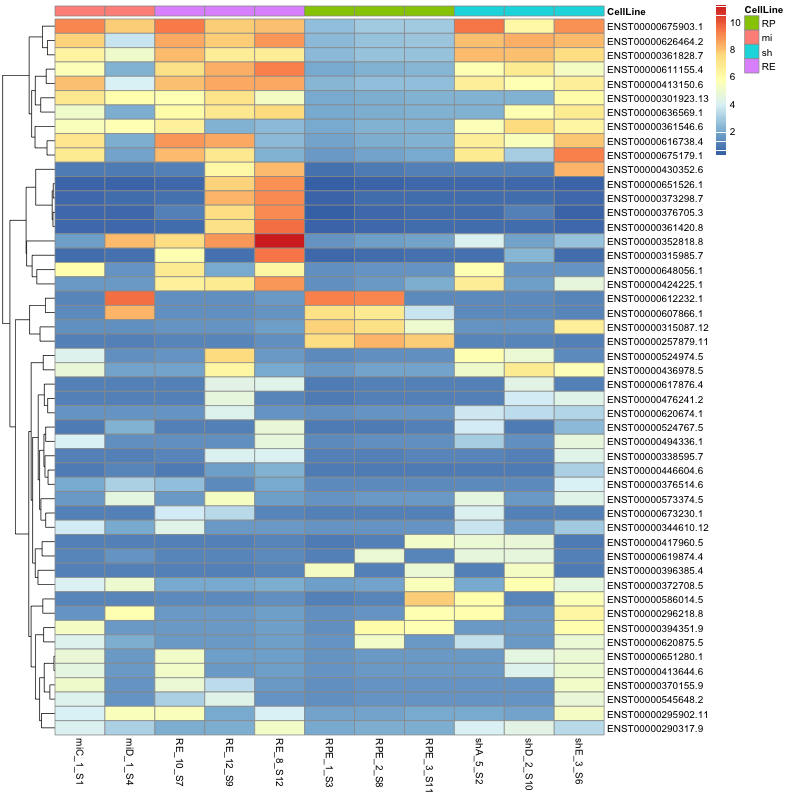 CellLine
ENST00000675903.1
ENST00000626464.2
ENST00000361828.7
ENST00000611155.4
ENST00000413150.6
ENST00000301923.13
ENST00000636569.1
ENST00000361546.6
ENST00000616738.4
ENST00000675179.1
ENST00000430352.6
ENST00000651526.1
ENST00000373298.7
ENST00000376705.3
ENST00000361420.8
ENST00000352818.8
ENST00000315985.7
ENST00000648056.1
ENST00000424225.1
ENST00000612232.1
ENST00000607866.1
ENST00000315087.12
ENST00000257879.11
ENST00000524974.5
ENST00000436978.5
ENST00000617876.4
ENST00000476241.2
ENST00000620674.1
ENST00000524767.5
ENST00000494336.1
ENST00000338595.7
ENST00000446604.6
ENST00000376514.6
ENST00000573374.5
ENST00000673230.1
ENST00000344610.12
ENST00000417960.5
ENST00000619874.4
ENST00000396385.4
ENST00000372708.5
ENST00000586014.5
ENST00000296218.8
ENST00000394351.9
ENST00000620875.5
ENST00000651280.1
ENST00000413644.6
ENST00000370155.9
ENST00000545648.2
ENST00000295902.11
ENST00000290317.9
miC_1_S1
miD_1_S4
RE_10_S7
RE_12_S9
RE_8_S12
RPE_1_S3
RPE_2_S8
RPE_3_S11
shA_5_S2
shD_2_S10
shE_3_S6
10
8
6
4
2
CellLine
RP
mi
sh
RE